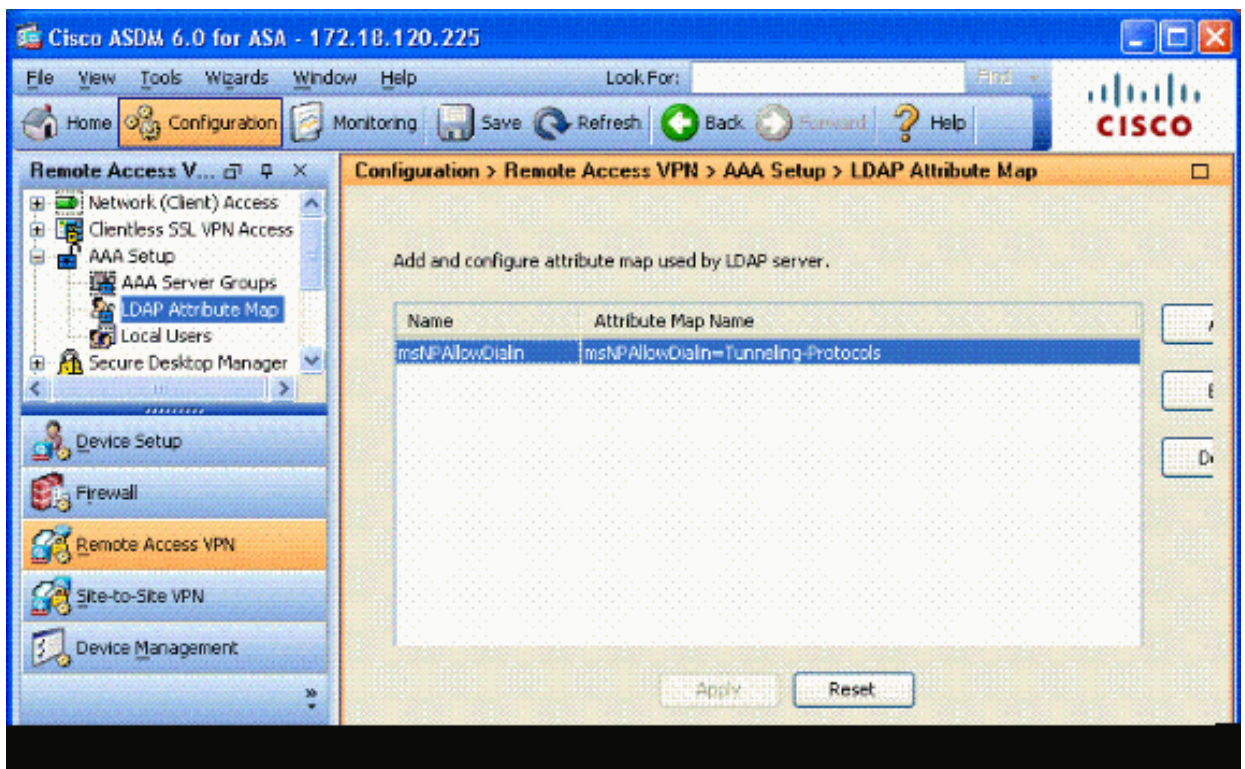 Cisco ASDM 6.0 for ASA - 172.18.120.225
File View Tools Wizards Window Help Look For: Find
Home Configuration Monitoring Save Refresh Back Forward Help
CISCO
Remote Access V...
Network (Client) Access
Clientless SSL VPN Access
AAA Setup
AAA Server Groups
LDAP Attribute Map
Local Users
Secure Desktop Manager
Device Setup
Firewall
Remote Access VPN
Site-to-Site VPN
Device Management
Configuration > Remote Access VPN > AAA Setup > LDAP Attribute Map
Add and configure attribute map used by LDAP server.
Name Attribute Map Name
msNPAllowDialin msNPAllowDialin=Tunneling-Protocols
Apply Reset